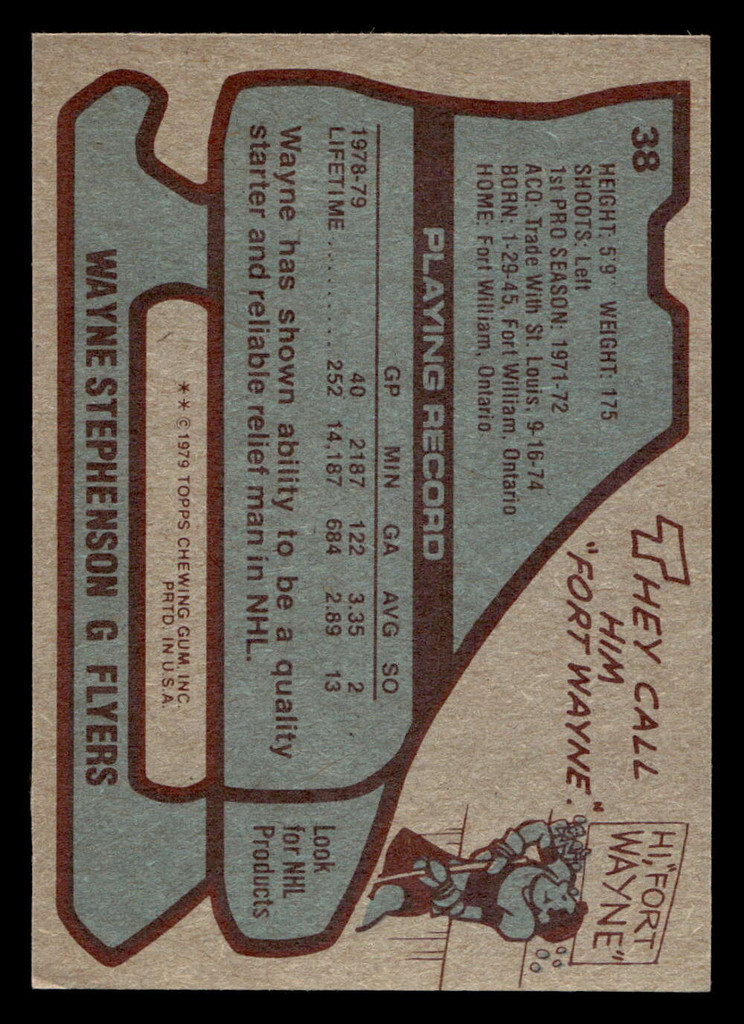 38
HEIGHT: 5'9" WEIGHT: 175
SHOOTS: Left
1st PRO SEASON: 1971-72
ACQ: Trade With St. Louis, 9-16-74
BORN: 1-29-45, Fort William, Ontario
HOME: Fort William, Ontario
THEY CALL
HIM
"FORT WAYNE."
HI, "FORT
WAYNE"
PLAYING RECORD
GP MIN GA AVG SO
1978-79 40 2187 122 3.35 2
LIFETIME.......... 252 14,187 684 2.89 13
Wayne has shown ability to be a quality
starter and reliable relief man in NHL.
Look
for NHL
Products
** © 1979 TOPPS CHEWING GUM, INC.
PRTD. IN U.S.A.
WAYNE STEPHENSON G FLYERS